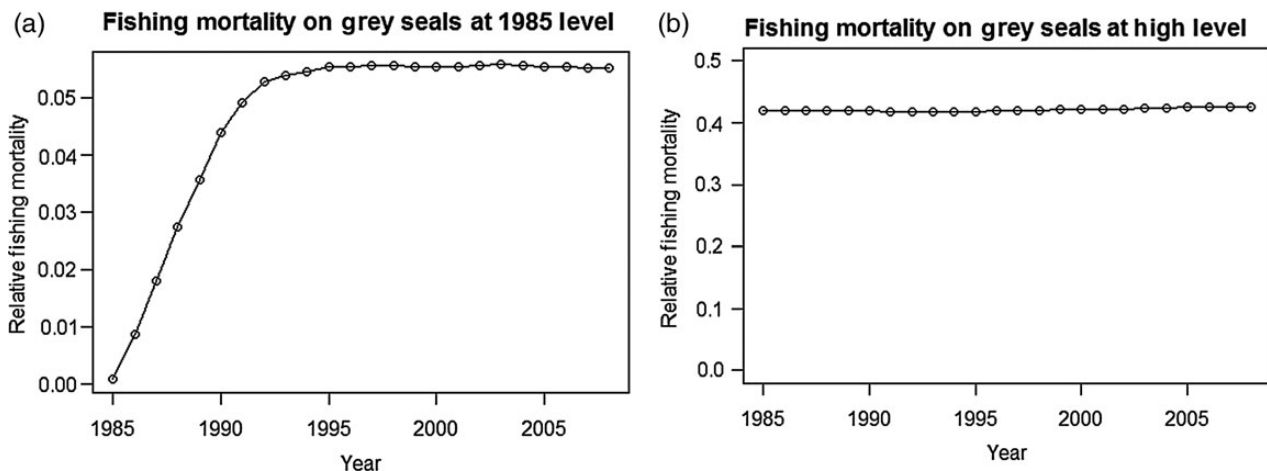 (a)
Fishing mortality on grey seals at 1985 level
Relative fishing mortality
0.05
0.04
0.03
0.02
0.01
0.00
1985 1990 1995 2000 2005
Year
(b)
Fishing mortality on grey seals at high level
Relative fishing mortality
0.5
0.4
0.3
0.2
0.1
0.0
1985 1990 1995 2000 2005
Year